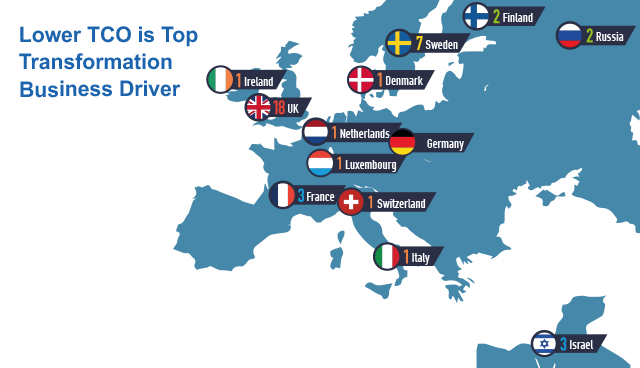 Lower TCO is Top
Transformation
Business Driver
2 Finland
2 Russia
7 Sweden
1 Ireland
1 Denmark
18 UK
1 Netherlands
Germany
1 Luxembourg
3 France
1 Switzerland
1 Italy
3 Israel